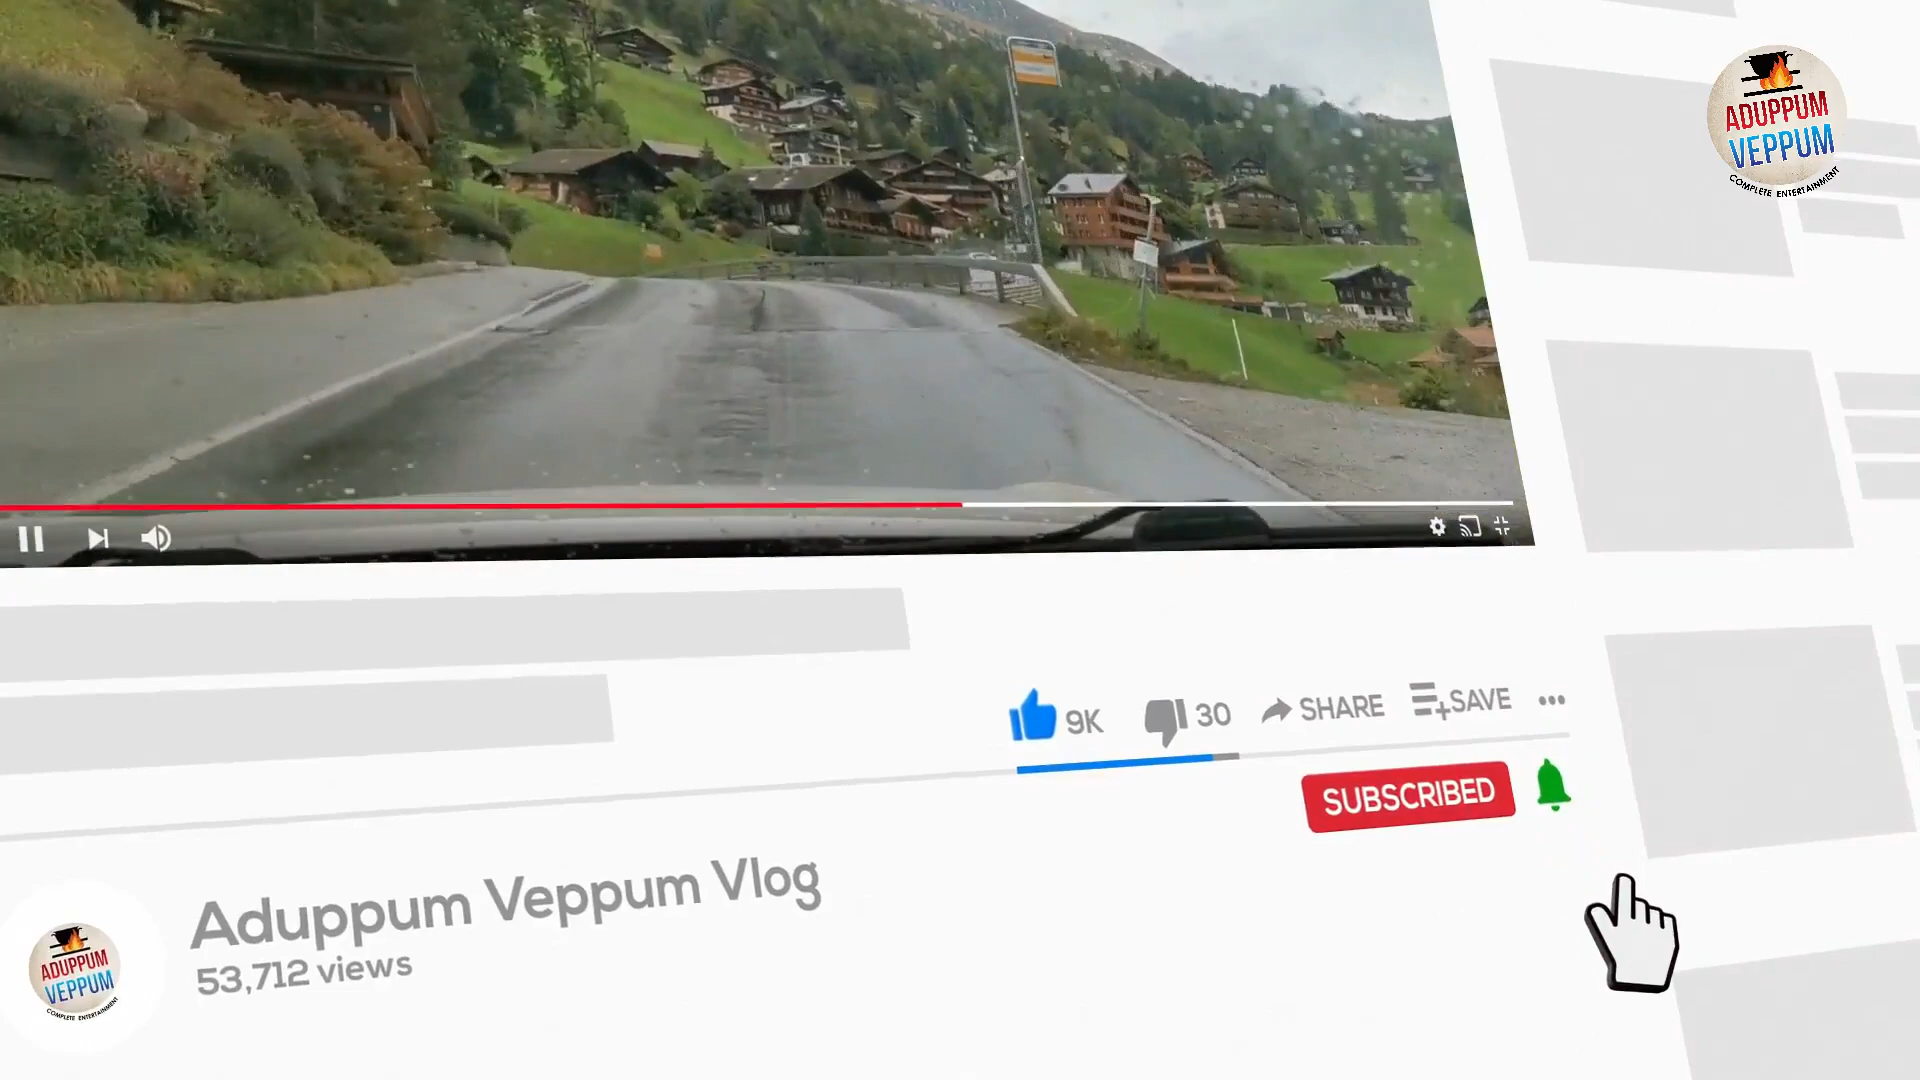 ADUPPUM
VEPPUM
COMPLETE ENTERTAINMENT
9K
30
SHARE
SAVE
SUBSCRIBED
Aduppum Veppum Vlog
53,712 views
ADUPPUM
VEPPUM
COMPLETE ENTERTAINMENT